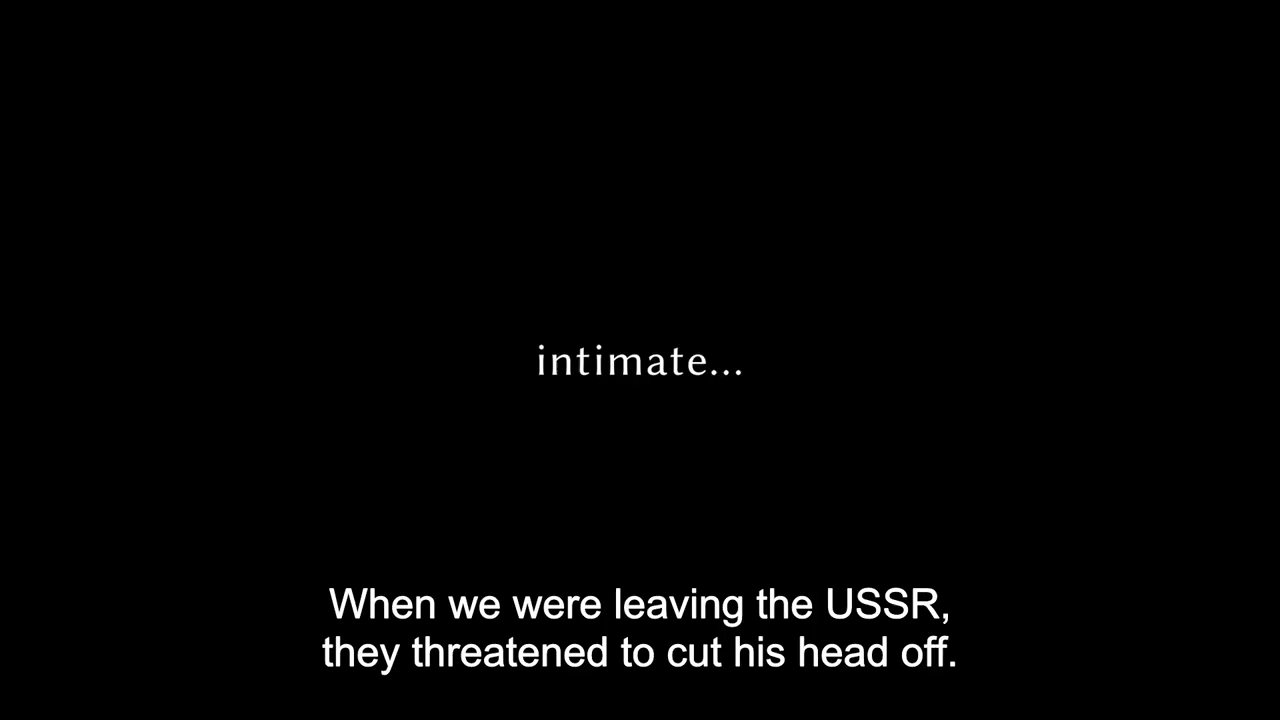 intimate...
When we were leaving the USSR,
they threatened to cut his head off.